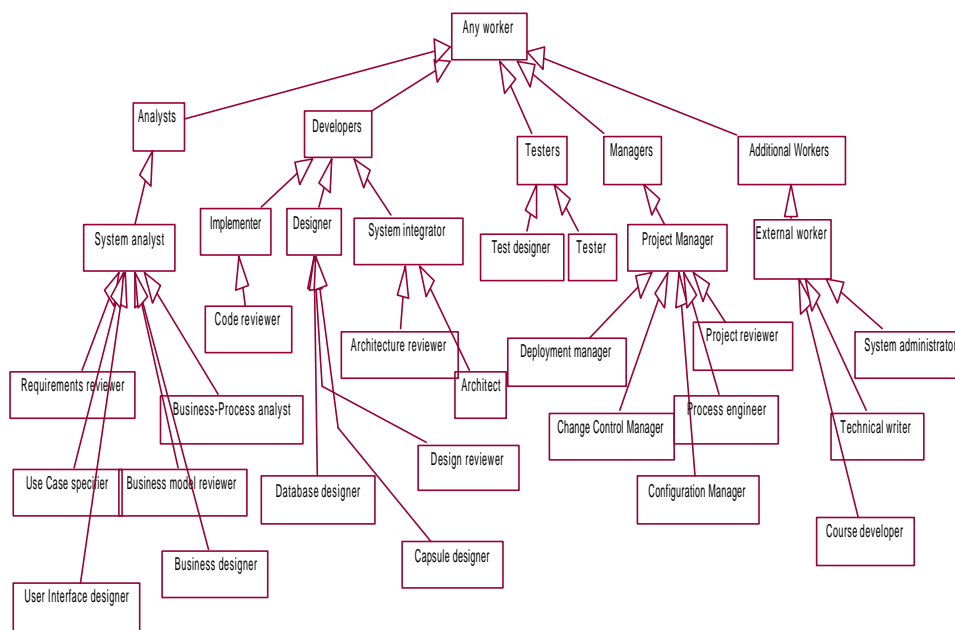 Any worker
Analysts
Developers
Testers
Managers
Additional Workers
System analyst
Implementer
Designer
System integrator
Test designer
Tester
Project Manager
External worker
Code reviewer
Architecture reviewer
Deployment manager
Project reviewer
System administrator
Requirements reviewer
Business-Process analyst
Architect
Change Control Manager
Process engineer
Technical writer
Use Case specifier
Business model reviewer
Database designer
Design reviewer
Configuration Manager
Course developer
Business designer
Capsule designer
User Interface designer